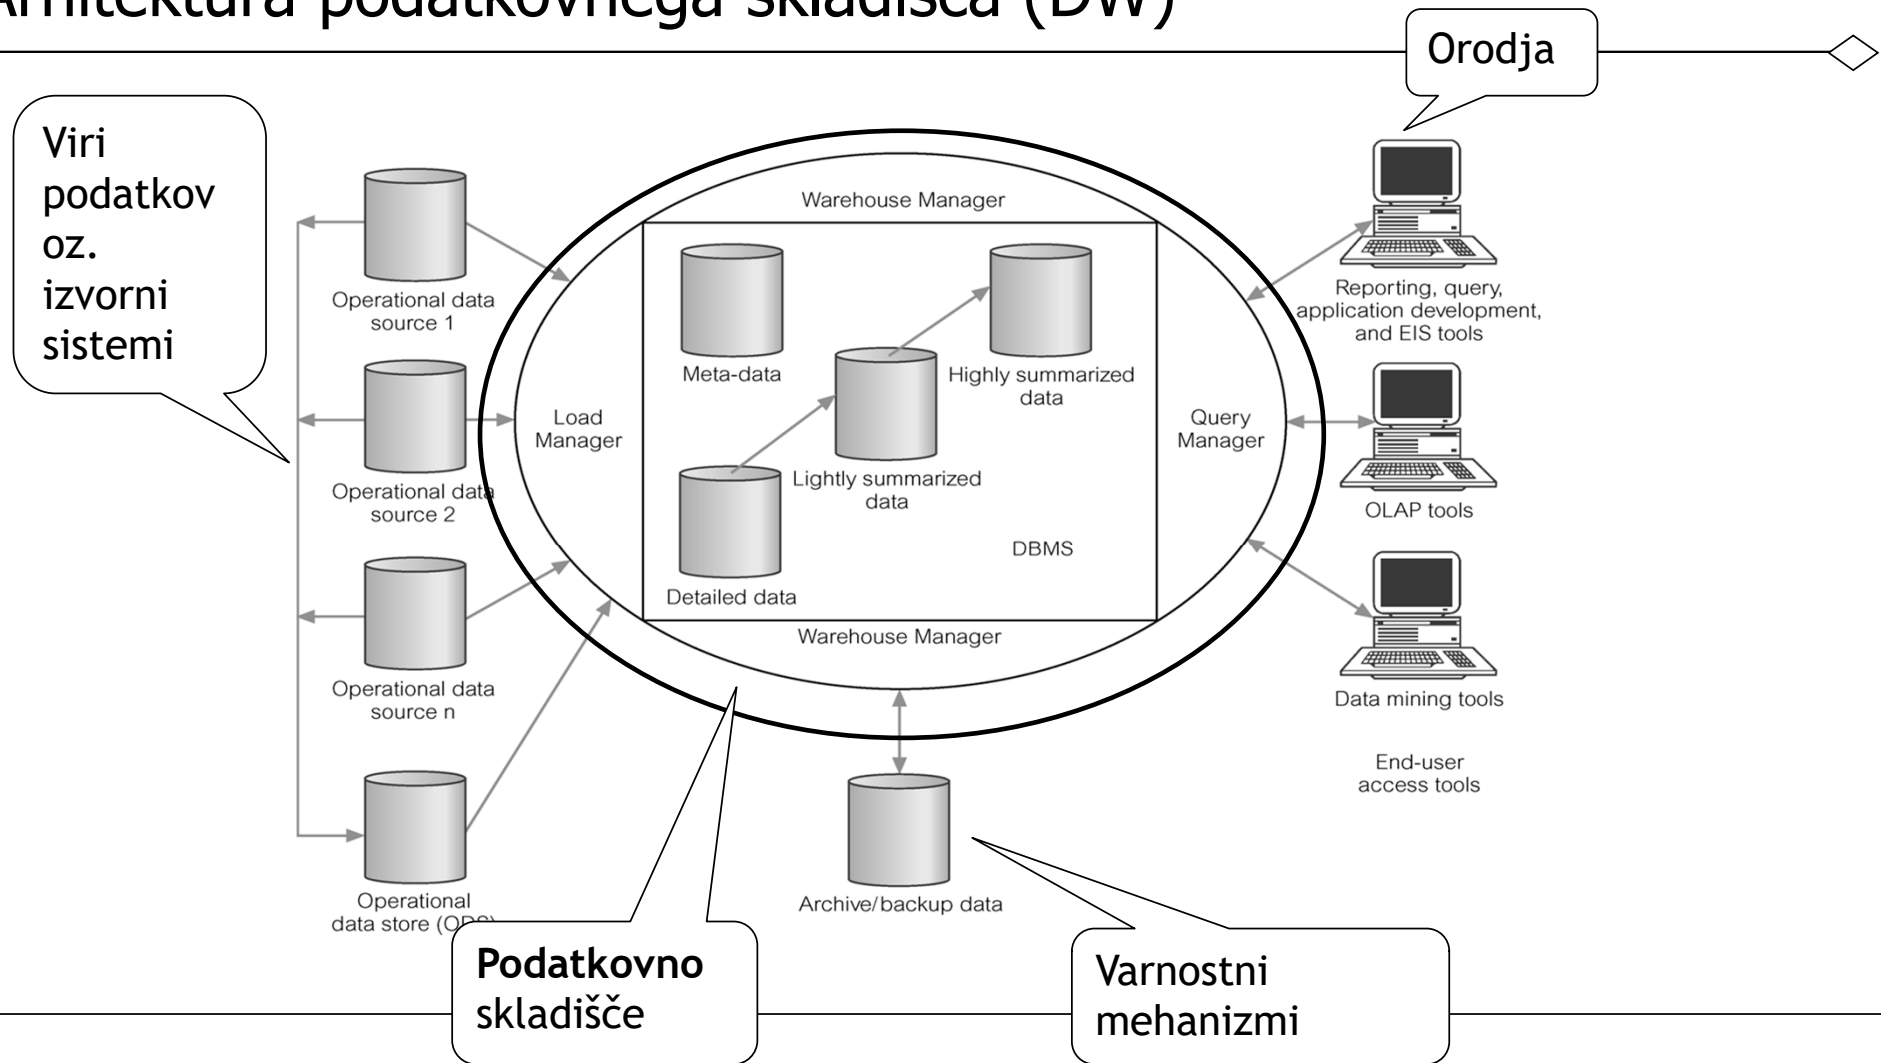 Arhitektura podatkovnega skladišča (DW)
Orodja
Viri
podatkov
oz.
izvorni
sistemi
Operational data
source 1
Operational data
source 2
Operational data
source n
Operational
data store (ODS)
Warehouse Manager
Load
Manager
Meta-data
Highly summarized
data
Lightly summarized
data
Detailed data
DBMS
Query
Manager
Warehouse Manager
Archive/backup data
Reporting, query,
application development,
and EIS tools
OLAP tools
Data mining tools
End-user
access tools
Podatkovno
skladišče
Varnostni
mehanizmi